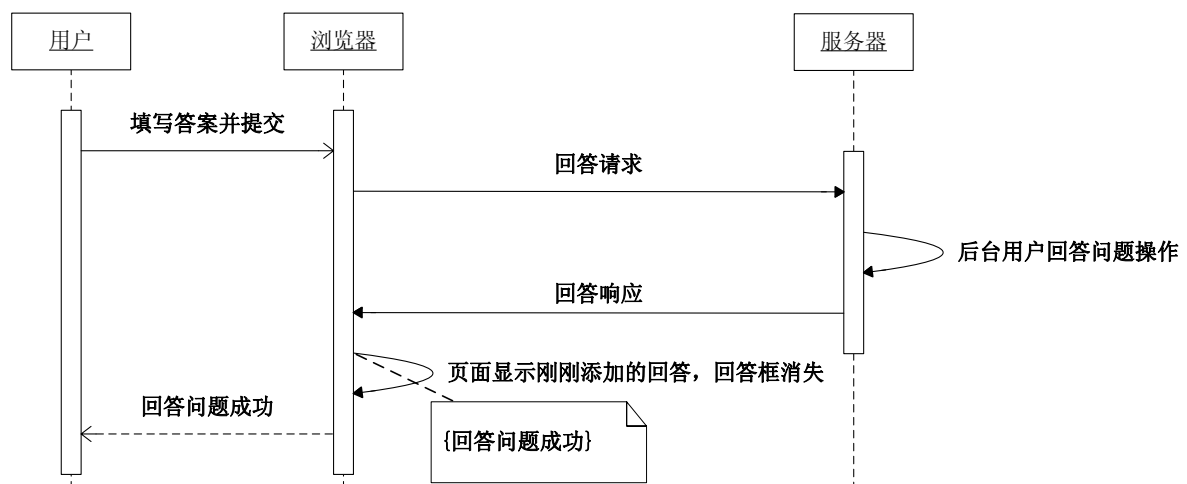 用户
浏览器
服务器
填写答案并提交
回答请求
后台用户回答问题操作
回答响应
页面显示刚刚添加的回答，回答框消失
回答问题成功
{回答问题成功}